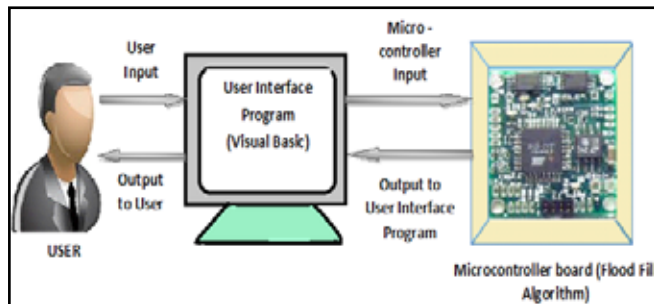 User
Input
Output
to User
USER
User Interface
Program
(Visual Basic)
Micro -
controller
Input
Output to
User Interface
Program
Microcontroller board (Flood Fil
Algorithm)